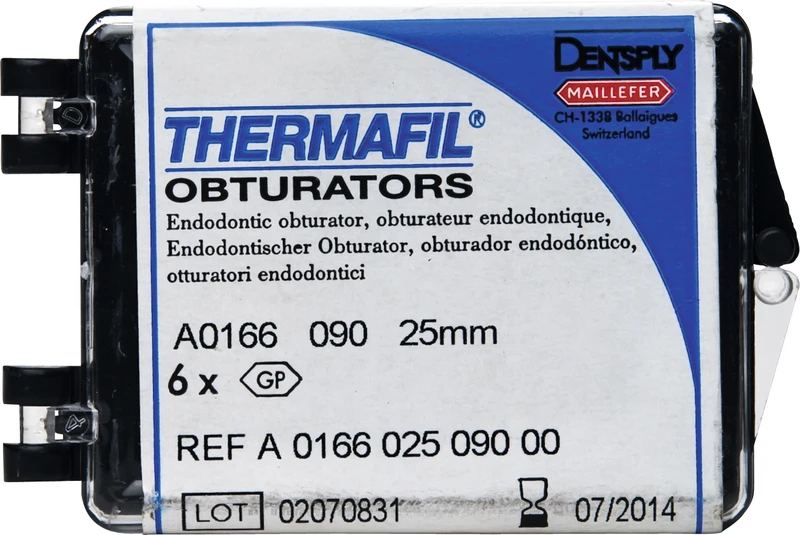 DENTSPLY
MAILLEFER
CH-1338 Ballaigues
Switzerland
THERMAFIL®
OBTURATORS
Endodontic obturator, obturateur endodontique,
Endodontischer Obturator, obturador endodóntico,
otturatori endodontici
A0166 090 25mm
6 x GP
REF A 0166 025 090 00
LOT 02070831 07/2014